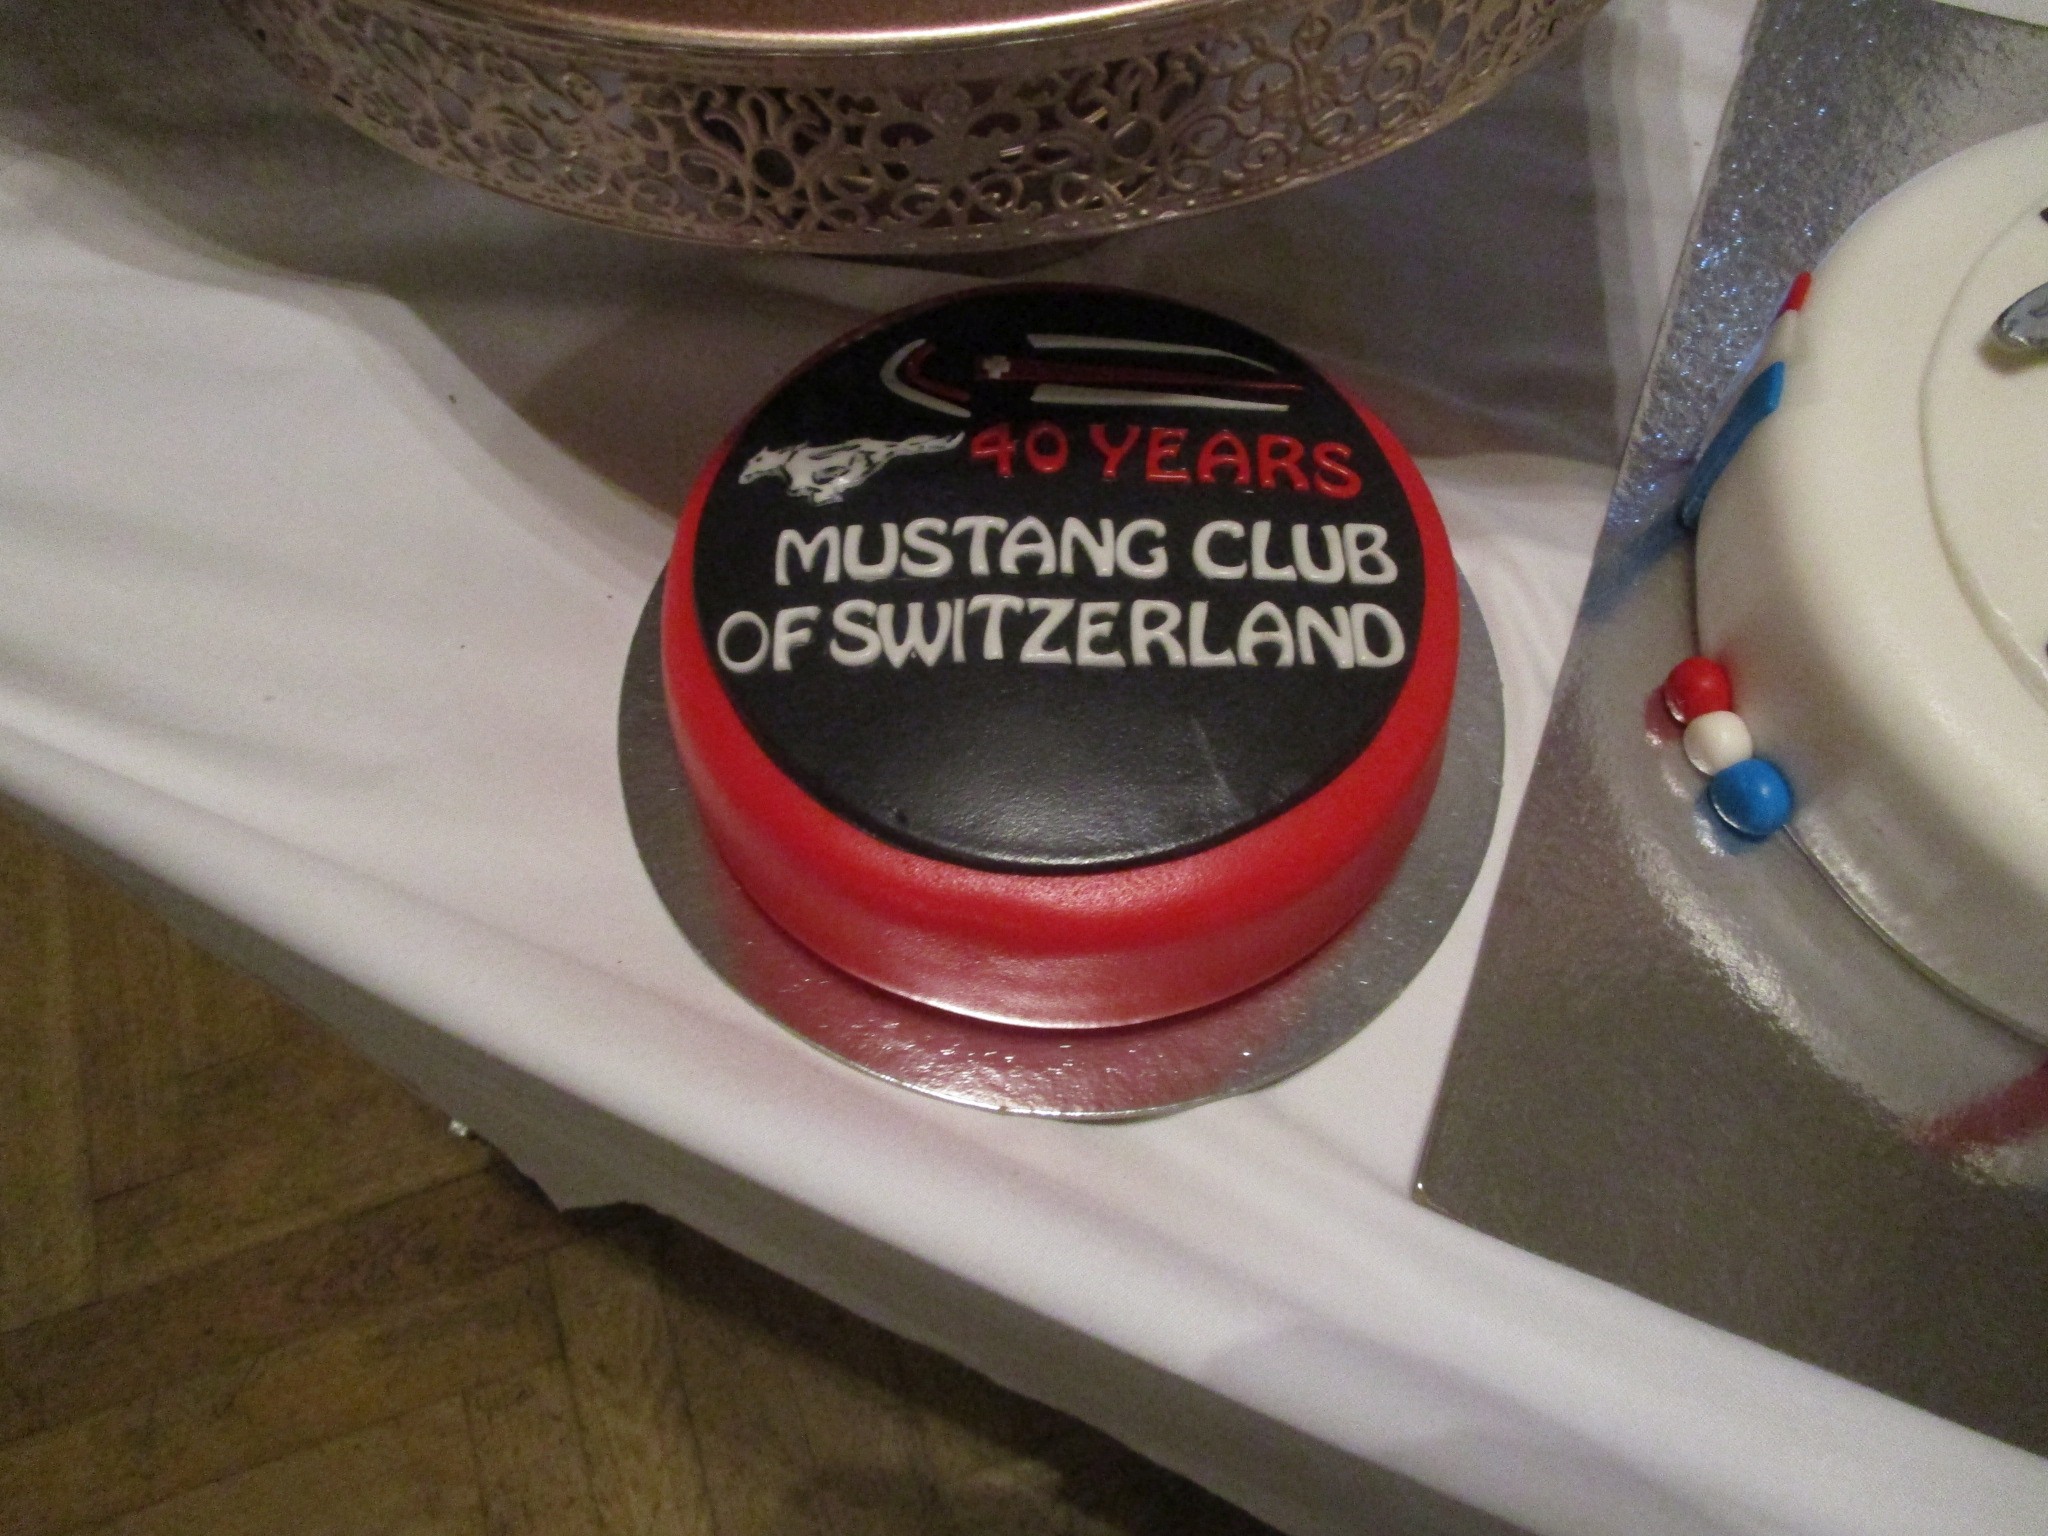 40 YEARS
MUSTANG CLUB
OF SWITZERLAND